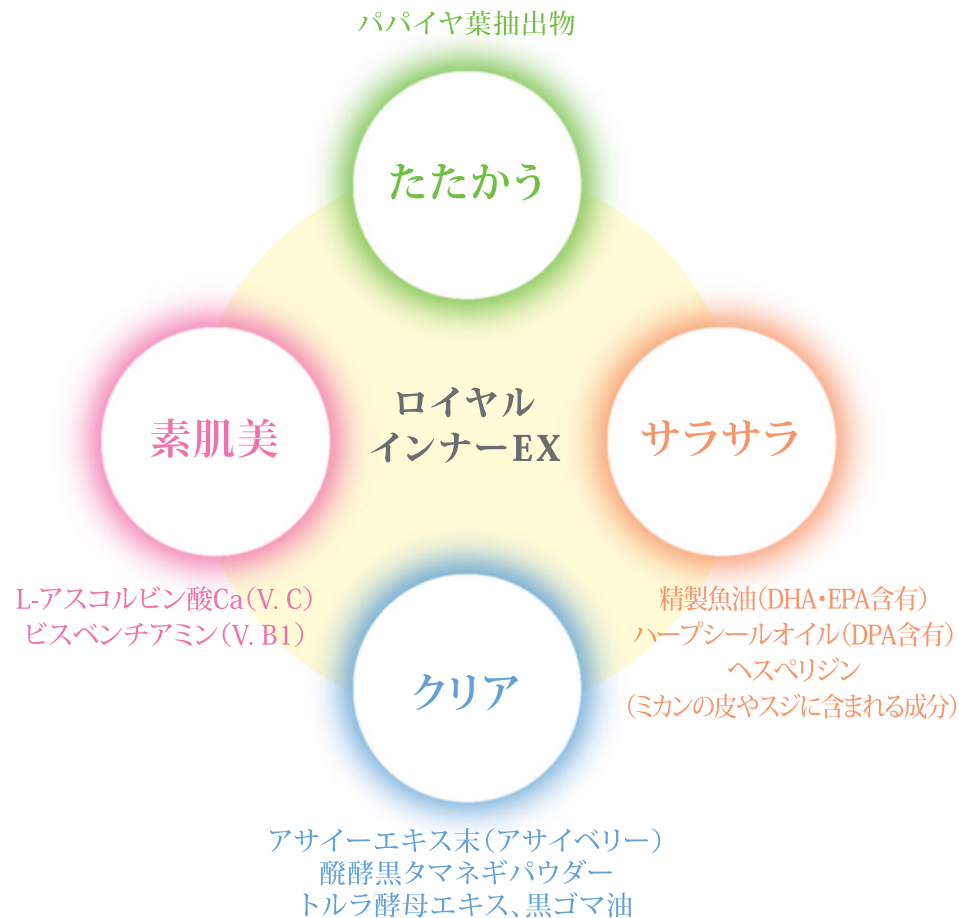 パパイヤ葉抽出物
たたかう
素肌美
ロイヤル
インナーEX
サラサラ
L-アスコルビン酸Ca(V. C)
ビスベンチアミン(V. B1)
精製魚油(DHA・EPA含有)
ハープシールオイル(DPA含有)
ヘスペリジン
(ミカンの皮やスジに含まれる成分)
クリア
アサイーエキス末(アサイベリー)
醗酵黒タマネギパウダー
トルラ酵母エキス、黒ゴマ油